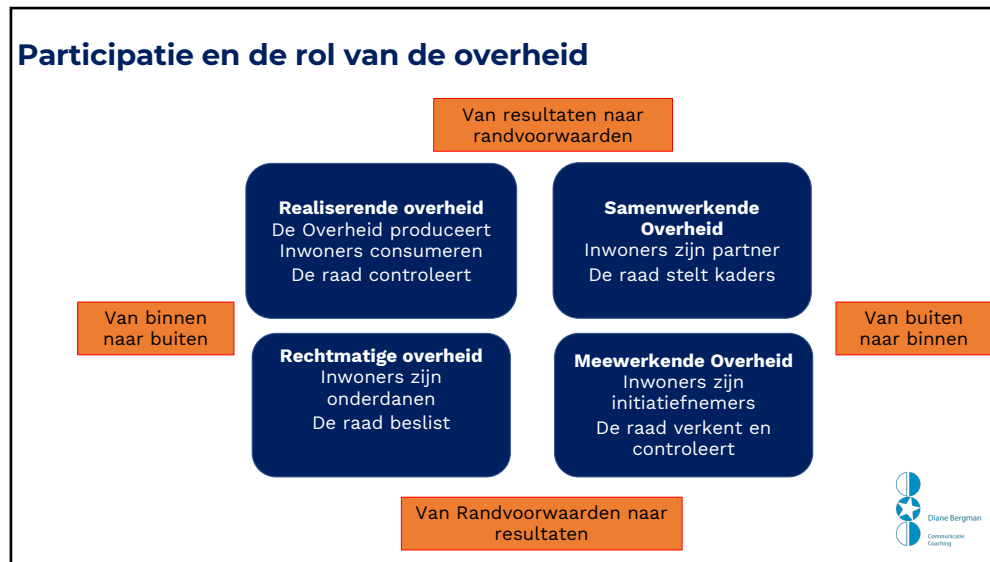 Participatie en de rol van de overheid
Van resultaten naar
randvoorwaarden
Realiserende overheid
De Overheid produceert
Inwoners consumeren
De raad controleert
Samenwerkende
Overheid
Inwoners zijn partner
De raad stelt kaders
Van binnen
naar buiten
Van buiten
naar binnen
Rechtmatige overheid
Inwoners zijn
onderdanen
De raad beslist
Meewerkende Overheid
Inwoners zijn
initiatiefnemers
De raad verkent en
controleert
Van Randvoorwaarden naar
resultaten
Diane Bergman
Communicatie
Coaching